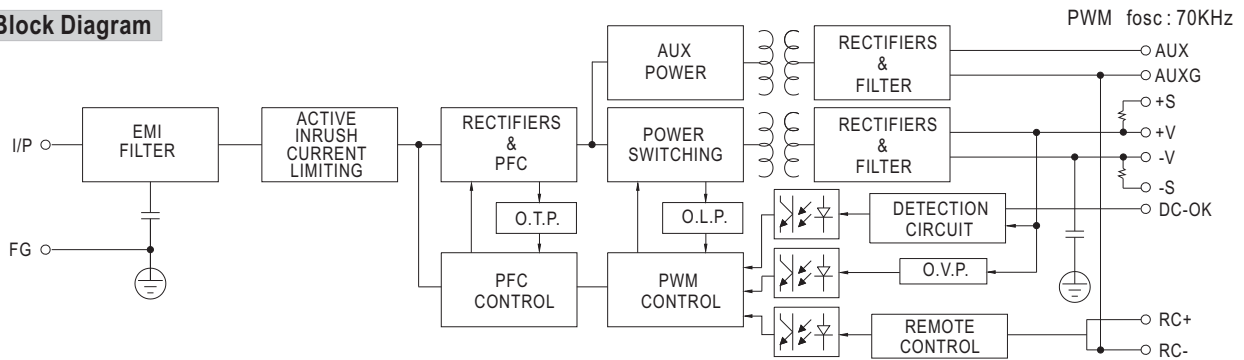 Block Diagram
PWM fosc : 70KHz
AUX
POWER
RECTIFIERS
&
FILTER
AUX
AUXG
I/P
EMI
FILTER
ACTIVE
INRUSH
CURRENT
LIMITING
RECTIFIERS
&
PFC
POWER
SWITCHING
RECTIFIERS
&
FILTER
+S
+V
-V
-S
O.T.P.
O.L.P.
DETECTION
CIRCUIT
DC-OK
FG
PFC
CONTROL
PWM
CONTROL
O.V.P.
REMOTE
CONTROL
RC+
RC-